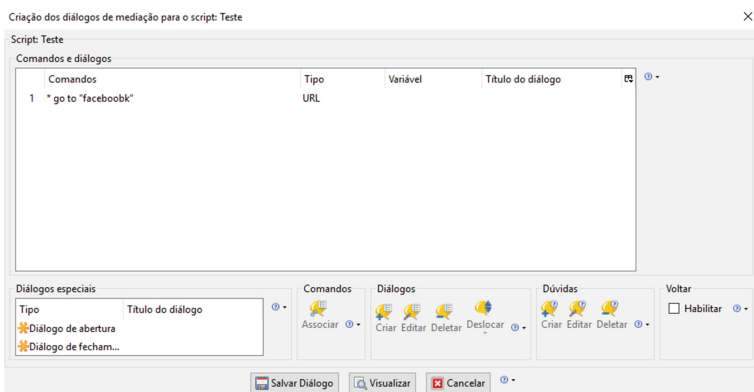 Criação dos diálogos de mediação para o script: Teste
Script: Teste
Comandos e diálogos
Comandos Tipo Variável Título do diálogo
1 * go to "faceboobk" URL
Diálogos especiais
Tipo Título do diálogo
Diálogo de abertura
Diálogo de fecham...
Comandos
Associar
Diálogos
Criar Editar Deletar Deslocar
Dúvidas
Criar Editar Deletar
Voltar
Habilitar
Salvar Diálogo Visualizar Cancelar